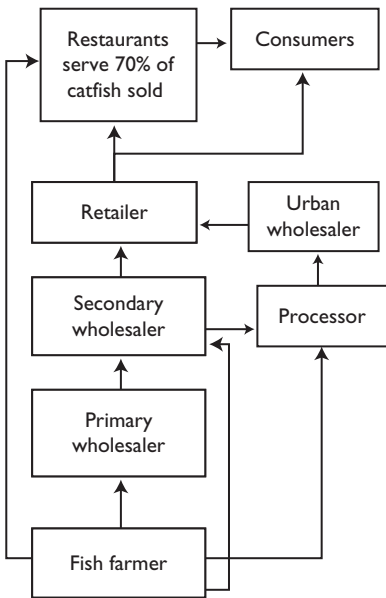 Restaurants
serve 70% of
catfish sold
Consumers
Retailer
Urban
wholesaler
Secondary
wholesaler
Processor
Primary
wholesaler
Fish farmer